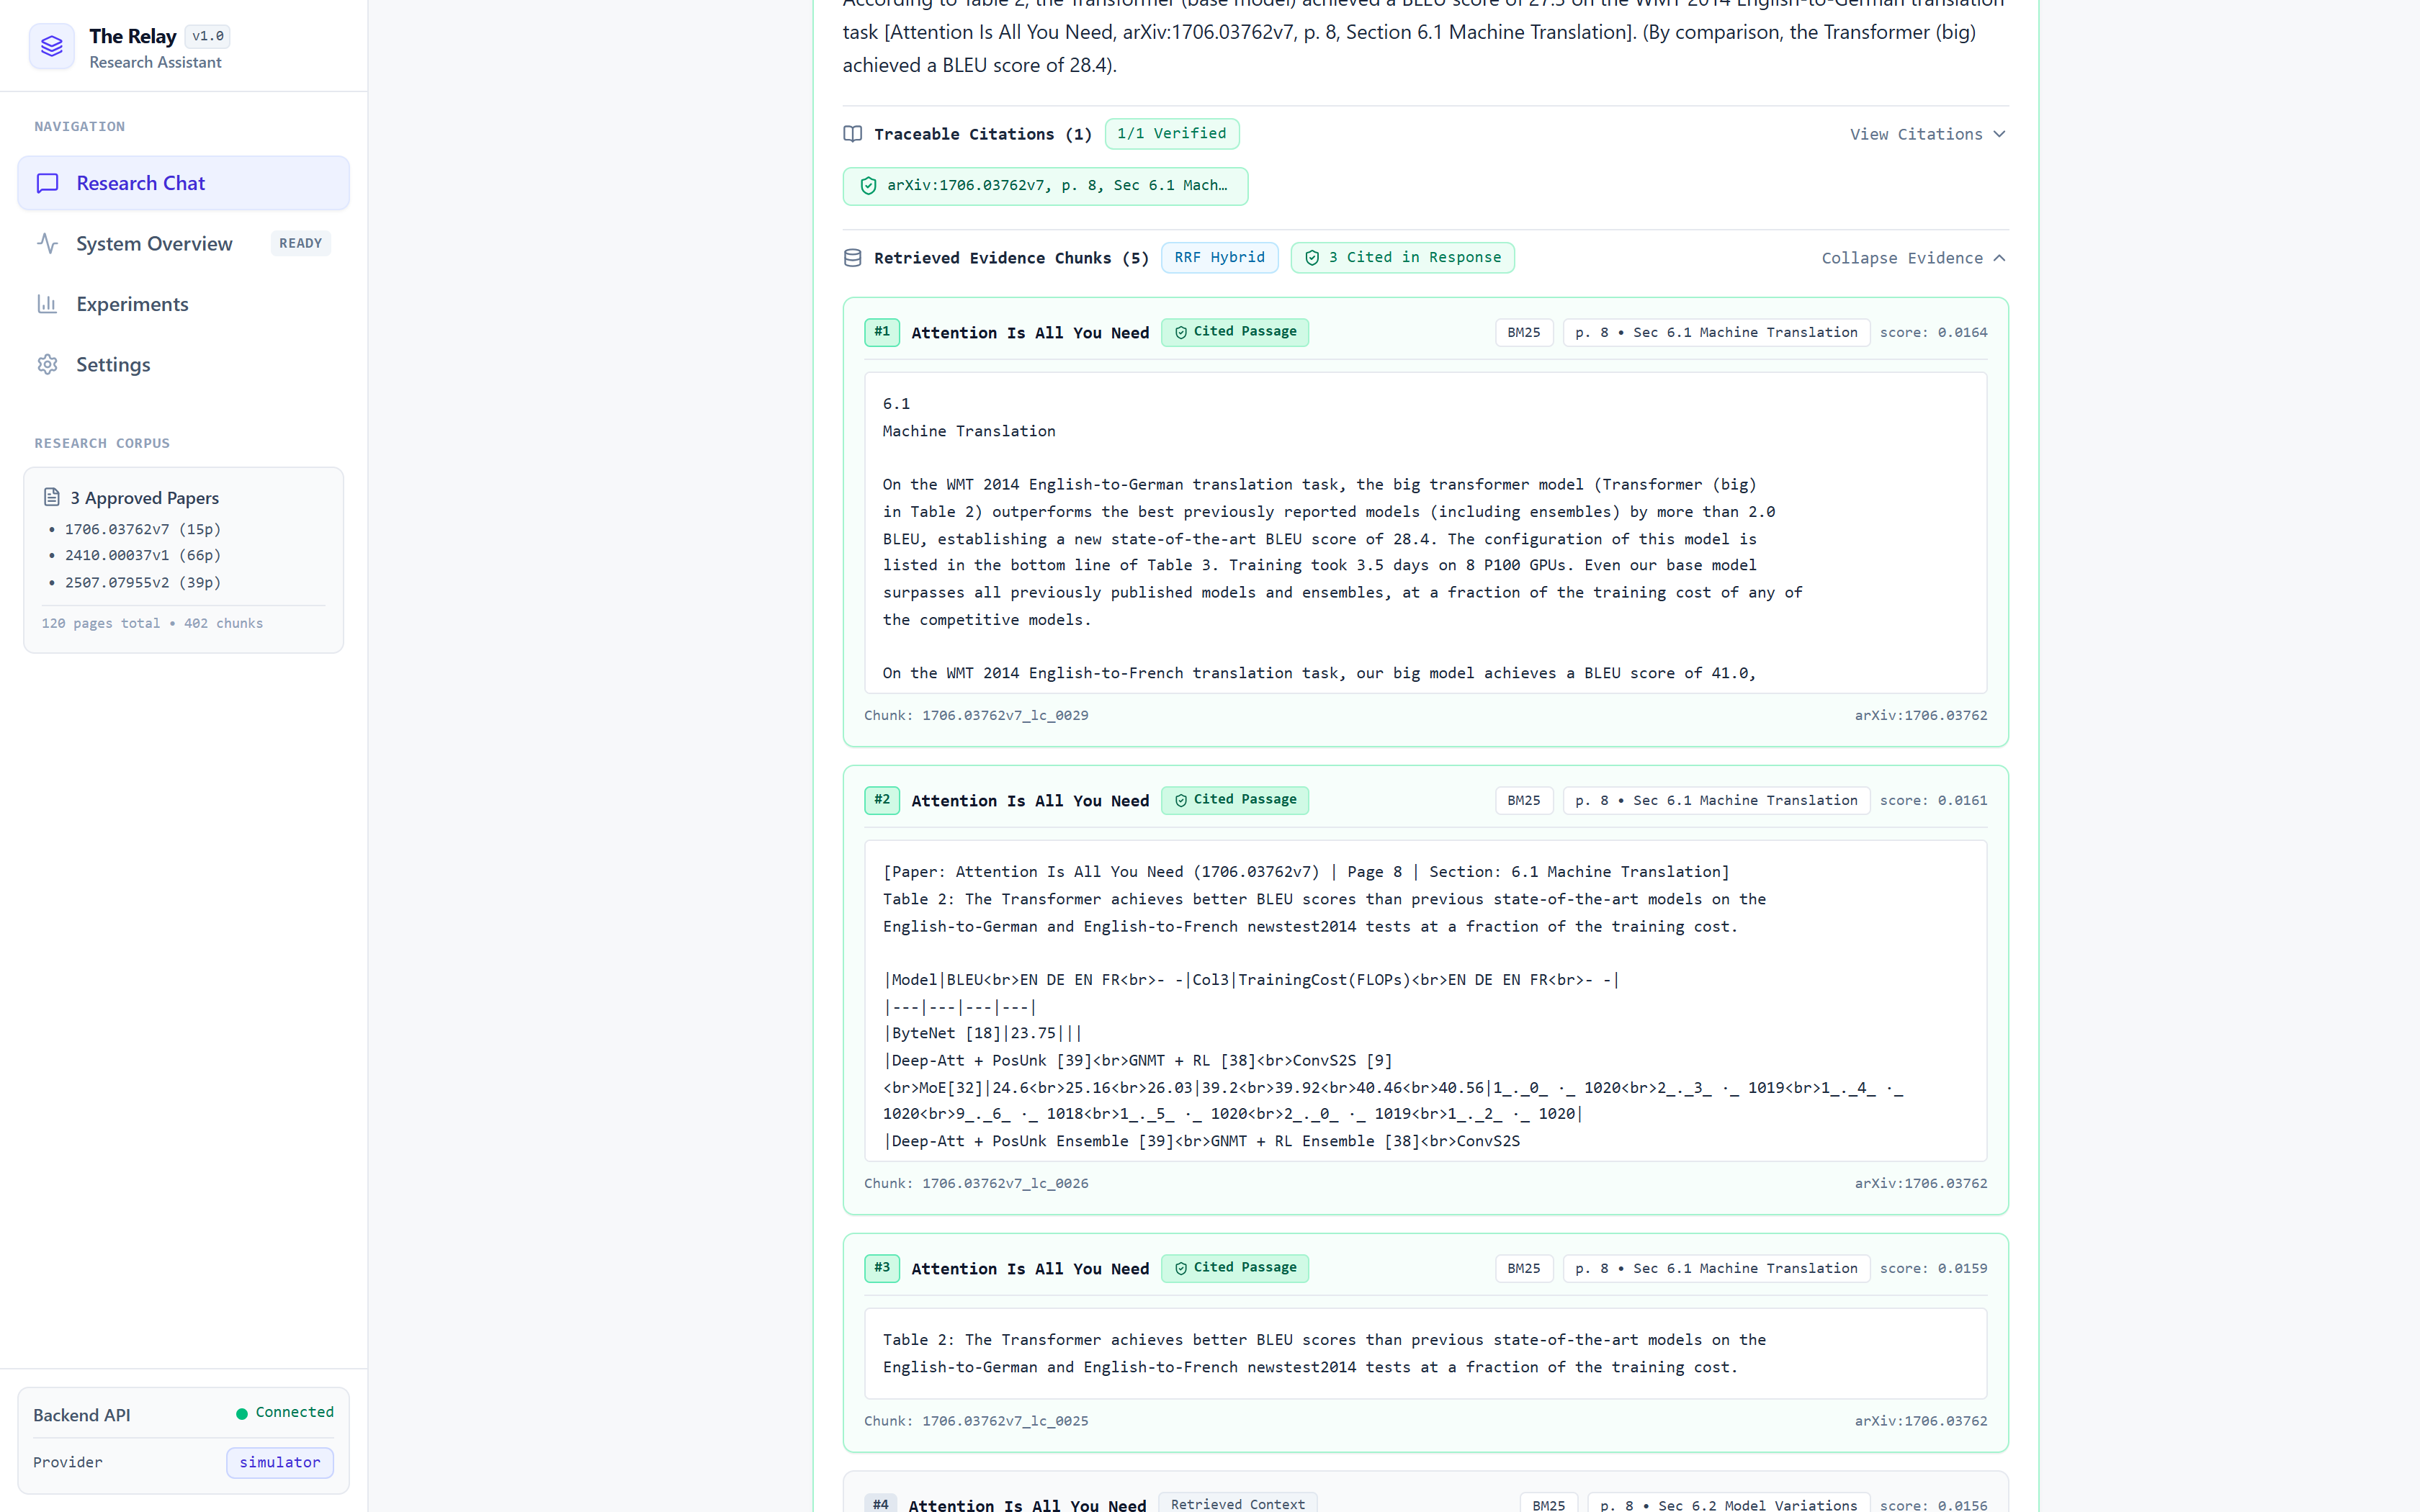 The Relay v1.0
Research Assistant
NAVIGATION
Research Chat
System Overview READY
Experiments
Settings
RESEARCH CORPUS
3 Approved Papers
• 1706.03762v7 (15p)
• 2410.00037v1 (66p)
• 2507.07955v2 (39p)
120 pages total • 402 chunks
Backend API Connected
Provider simulator
According to Table 2, the Transformer (base model) achieved a BLEU score of 27.3 on the WMT 2014 English-to-German translation
task [Attention Is All You Need, arXiv:1706.03762v7, p. 8, Section 6.1 Machine Translation]. (By comparison, the Transformer (big)
achieved a BLEU score of 28.4).
Traceable Citations (1) 1/1 Verified View Citations
arXiv:1706.03762v7, p. 8, Sec 6.1 Mach…
Retrieved Evidence Chunks (5) RRF Hybrid 3 Cited in Response Collapse Evidence
#1 Attention Is All You Need Cited Passage BM25 p. 8 • Sec 6.1 Machine Translation score: 0.0164
6.1
Machine Translation
On the WMT 2014 English-to-German translation task, the big transformer model (Transformer (big)
in Table 2) outperforms the best previously reported models (including ensembles) by more than 2.0
BLEU, establishing a new state-of-the-art BLEU score of 28.4. The configuration of this model is
listed in the bottom line of Table 3. Training took 3.5 days on 8 P100 GPUs. Even our base model
surpasses all previously published models and ensembles, at a fraction of the training cost of any of
the competitive models.
On the WMT 2014 English-to-French translation task, our big model achieves a BLEU score of 41.0,
Chunk: 1706.03762v7_lc_0029 arXiv:1706.03762
#2 Attention Is All You Need Cited Passage BM25 p. 8 • Sec 6.1 Machine Translation score: 0.0161
[Paper: Attention Is All You Need (1706.03762v7) | Page 8 | Section: 6.1 Machine Translation]
Table 2: The Transformer achieves better BLEU scores than previous state-of-the-art models on the
English-to-German and English-to-French newstest2014 tests at a fraction of the training cost.
|Model|BLEU<br>EN DE EN FR<br>- -|Col3|TrainingCost(FLOPs)<br>EN DE EN FR<br>- -|
|---|---|---|---|
|ByteNet [18]|23.75|||
|Deep-Att + PosUnk [39]<br>GNMT + RL [38]<br>ConvS2S [9]
<br>MoE[32]|24.6<br>25.16<br>26.03|39.2<br>39.92<br>40.46<br>40.56|1_._0_ ·_ 1020<br>2_._3_ ·_ 1019<br>1_._4_ ·_
1020<br>9_._6_ ·_ 1018<br>1_._5_ ·_ 1020<br>2_._0_ ·_ 1019<br>1_._2_ ·_ 1020|
|Deep-Att + PosUnk Ensemble [39]<br>GNMT + RL Ensemble [38]<br>ConvS2S
Chunk: 1706.03762v7_lc_0026 arXiv:1706.03762
#3 Attention Is All You Need Cited Passage BM25 p. 8 • Sec 6.1 Machine Translation score: 0.0159
Table 2: The Transformer achieves better BLEU scores than previous state-of-the-art models on the
English-to-German and English-to-French newstest2014 tests at a fraction of the training cost.
Chunk: 1706.03762v7_lc_0025 arXiv:1706.03762
#4 Attention Is All You Need Retrieved Context BM25 p. 8 • Sec 6.2 Model Variations score: 0.0156